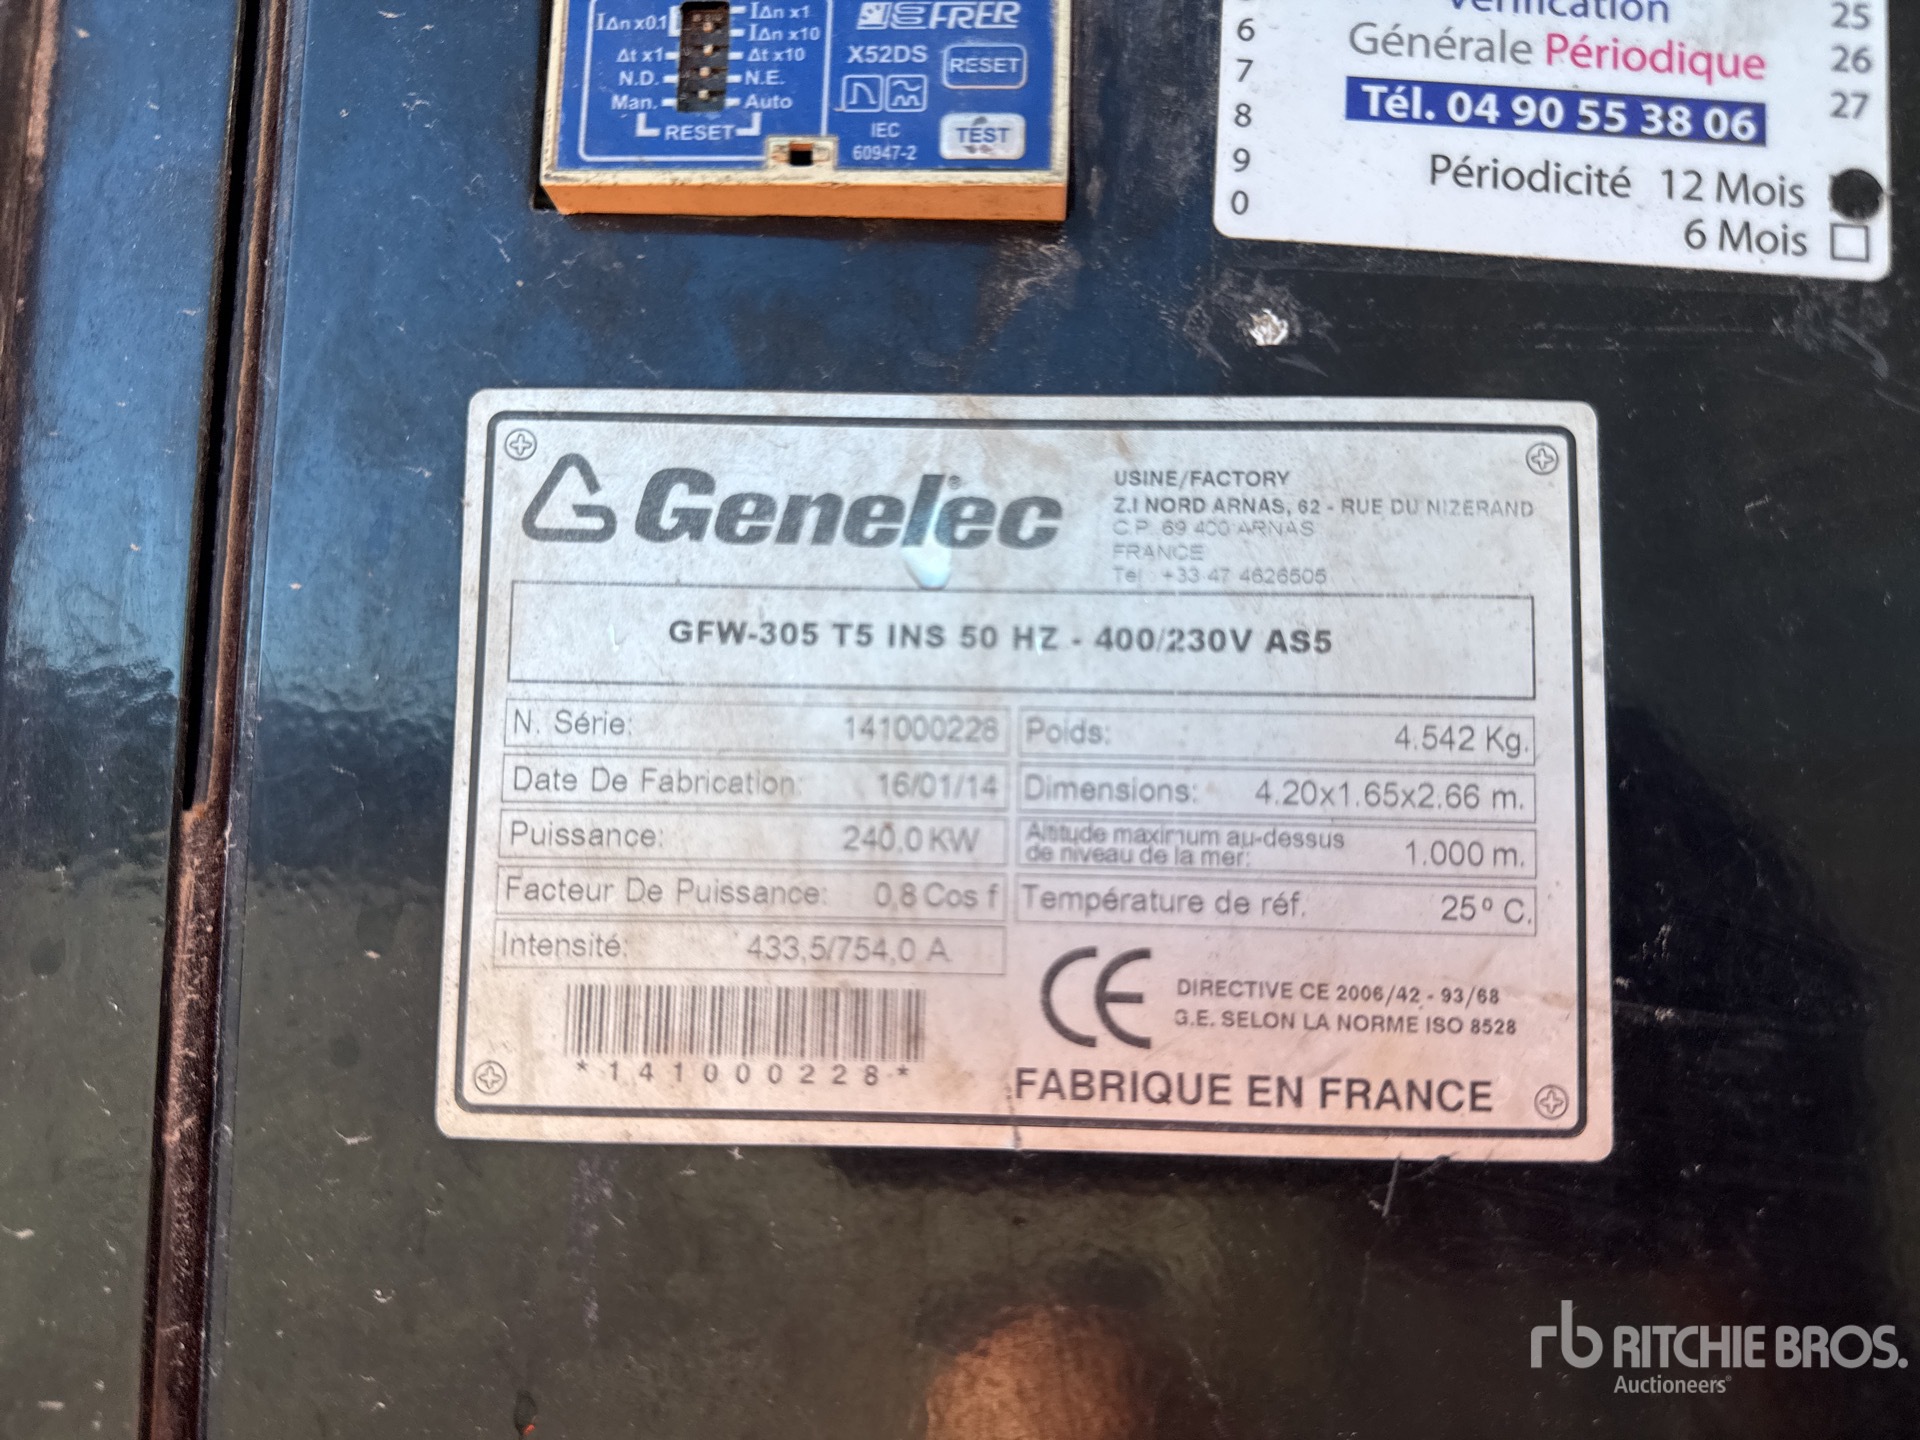 IΔn x0.1
IΔn x1
IΔn x10
Δt x1
Δt x10
N.D.
N.E.
Man.
Auto
RESET
FRER
X52DS
RESET
IEC
60947-2
TEST
6
7
8
9
0
Vérification
Générale Périodique
Tél. 04 90 55 38 06
Périodicité 12 Mois
6 Mois
25
26
27
Genelec
USINE/FACTORY
Z.I NORD ARNAS, 62 - RUE DU NIZERAND
C.P. 69 400 ARNAS
FRANCE
Tel : +33 47 4626505
GFW-305 T5 INS 50 HZ - 400/230V AS5
N. Série: 141000228
Date De Fabrication: 16/01/14
Puissance: 240,0 KW
Facteur De Puissance: 0,8 Cos f
Intensité: 433,5/754,0 A
Poids: 4.542 Kg.
Dimensions: 4.20x1.65x2.66 m.
Altitude maximum au-dessus
de niveau de la mer: 1.000 m.
Température de réf. 25º C.
*141000228*
CE
DIRECTIVE CE 2006/42 - 93/68
G.E. SELON LA NORME ISO 8528
FABRIQUE EN FRANCE
rb RITCHIE BROS.
Auctioneers